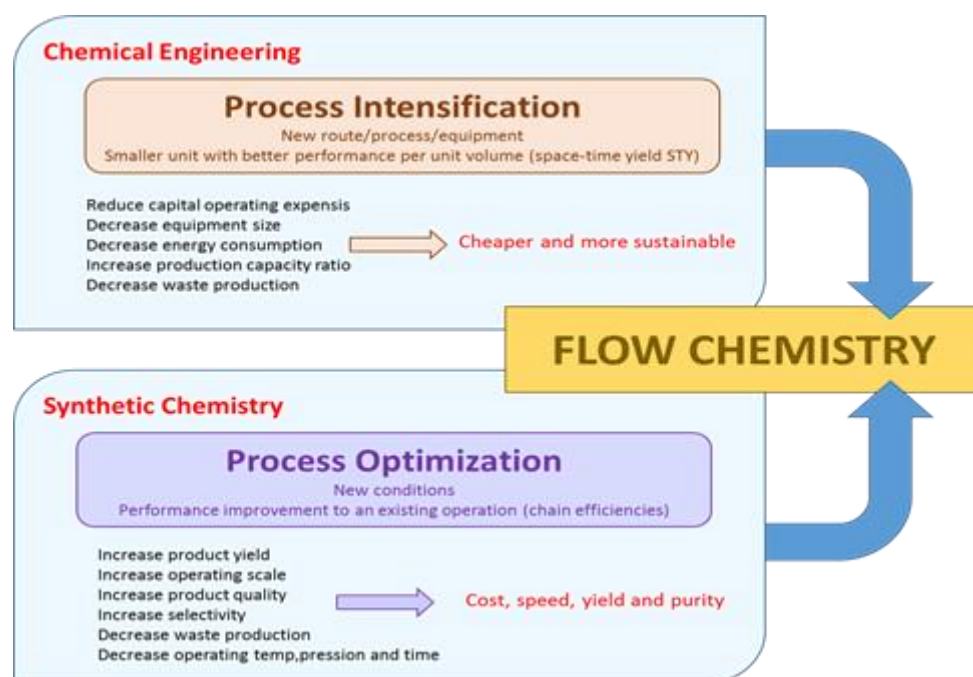 Chemical Engineering
Process Intensification
New route/process/equipment
Smaller unit with better performance per unit volume (space-time yield STY)
Reduce capital operating expensis
Decrease equipment size
Decrease energy consumption
Increase production capacity ratio
Decrease waste production
Cheaper and more sustainable
FLOW CHEMISTRY
Synthetic Chemistry
Process Optimization
New conditions
Performance improvement to an existing operation (chain efficiencies)
Increase product yield
Increase operating scale
Increase product quality
Increase selectivity
Decrease waste production
Decrease operating temp,pression and time
Cost, speed, yield and purity